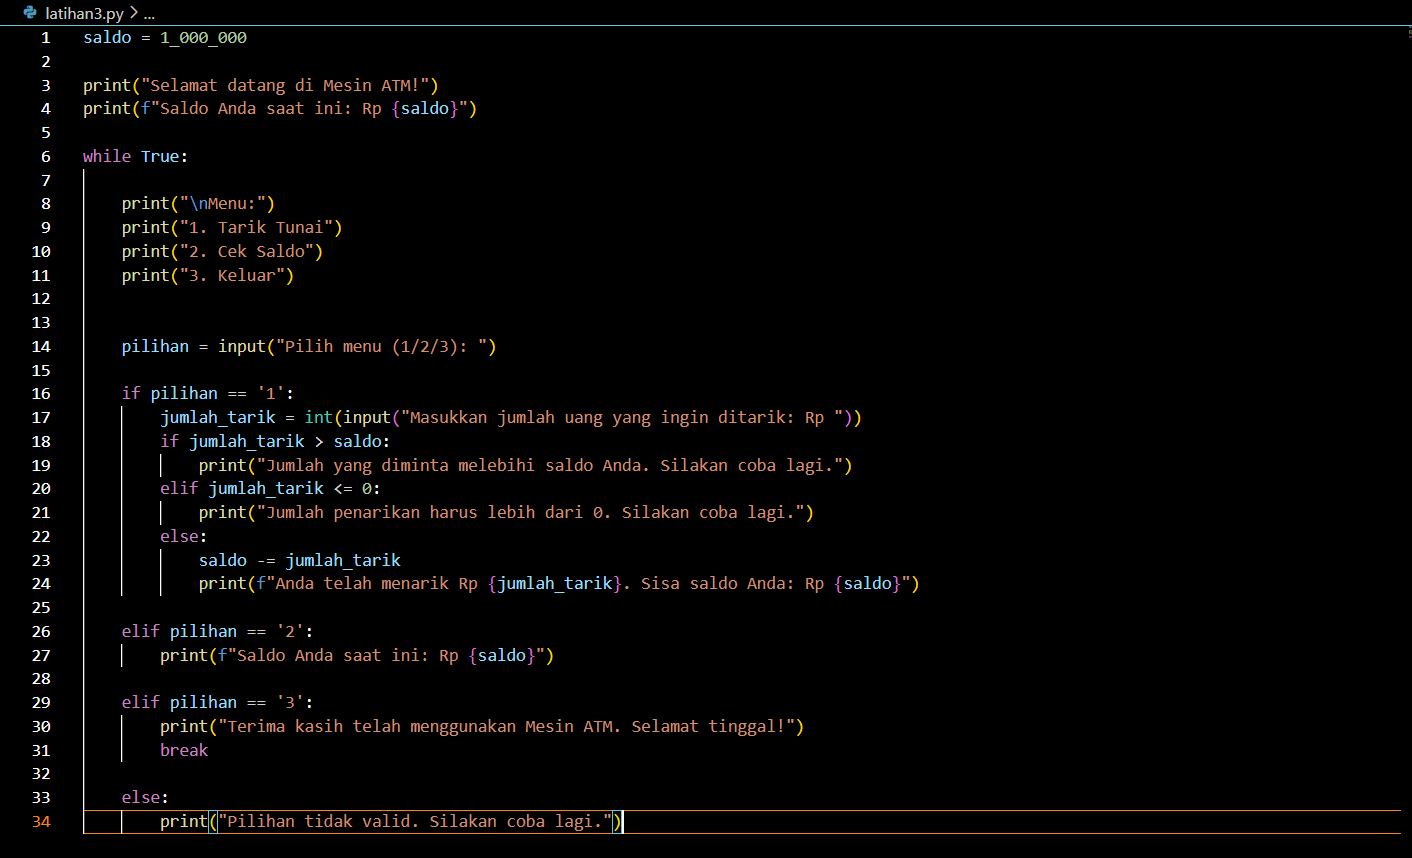 latihan3.py > ...
1 saldo = 1_000_000
2
3 print("Selamat datang di Mesin ATM!")
4 print(f"Saldo Anda saat ini: Rp {saldo}")
5
6 while True:
7
8     print("\nMenu:")
9     print("1. Tarik Tunai")
10     print("2. Cek Saldo")
11     print("3. Keluar")
12
13
14     pilihan = input("Pilih menu (1/2/3): ")
15
16     if pilihan == '1':
17         jumlah_tarik = int(input("Masukkan jumlah uang yang ingin ditarik: Rp "))
18         if jumlah_tarik > saldo:
19             print("Jumlah yang diminta melebihi saldo Anda. Silakan coba lagi.")
20         elif jumlah_tarik <= 0:
21             print("Jumlah penarikan harus lebih dari 0. Silakan coba lagi.")
22         else:
23             saldo -= jumlah_tarik
24             print(f"Anda telah menarik Rp {jumlah_tarik}. Sisa saldo Anda: Rp {saldo}")
25
26     elif pilihan == '2':
27         print(f"Saldo Anda saat ini: Rp {saldo}")
28
29     elif pilihan == '3':
30         print("Terima kasih telah menggunakan Mesin ATM. Selamat tinggal!")
31         break
32
33     else:
34         print("Pilihan tidak valid. Silakan coba lagi.")